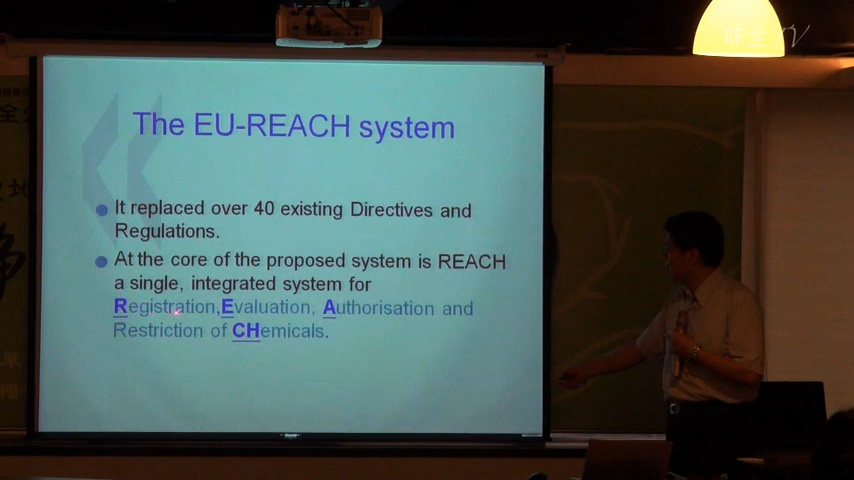 The EU-REACH system
It replaced over 40 existing Directives and
Regulations.
At the core of the proposed system is REACH
a single, integrated system for
Registration,Evaluation, Authorisation and
Restriction of CHemicals.